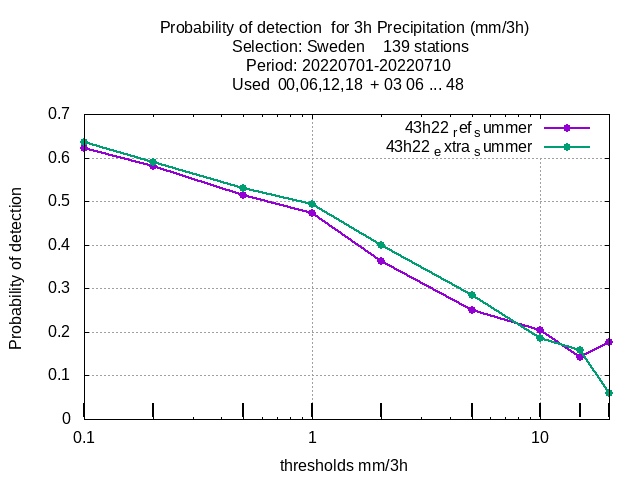 Probability of detection  for 3h Precipitation (mm/3h)
Selection: Sweden    139 stations
Period: 20220701-20220710
Used  00,06,12,18  + 03 06 ... 48
43h22 ref summer
43h22 extra summer
Probability of detection
0.7
0.6
0.5
0.4
0.3
0.2
0.1
0
0.1 1 10
thresholds mm/3h